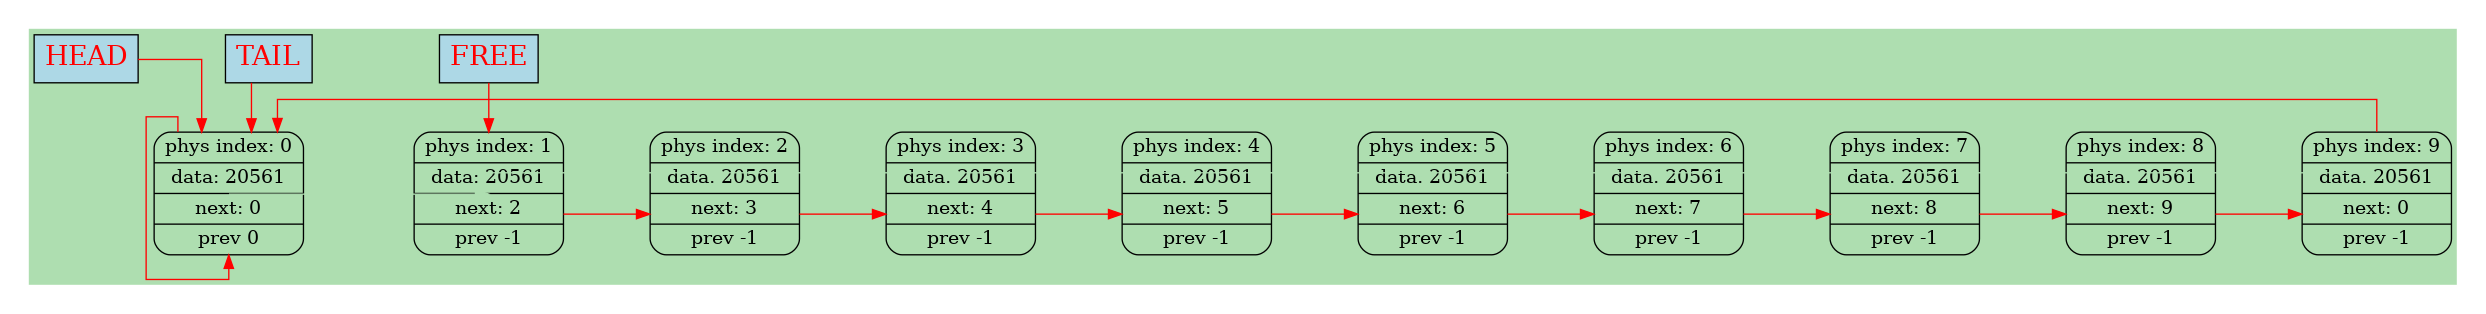 HEAD
TAIL
FREE
phys index: 0
data: 20561
next: 0
prev 0
phys index: 1
data: 20561
next: 2
prev -1
phys index: 2
data. 20561
next: 3
prev -1
phys index: 3
data. 20561
next: 4
prev -1
phys index: 4
data. 20561
next: 5
prev -1
phys index: 5
data. 20561
next: 6
prev -1
phys index: 6
data. 20561
next: 7
prev -1
phys index: 7
data. 20561
next: 8
prev -1
phys index: 8
data. 20561
next: 9
prev -1
phys index: 9
data. 20561
next: 0
prev -1